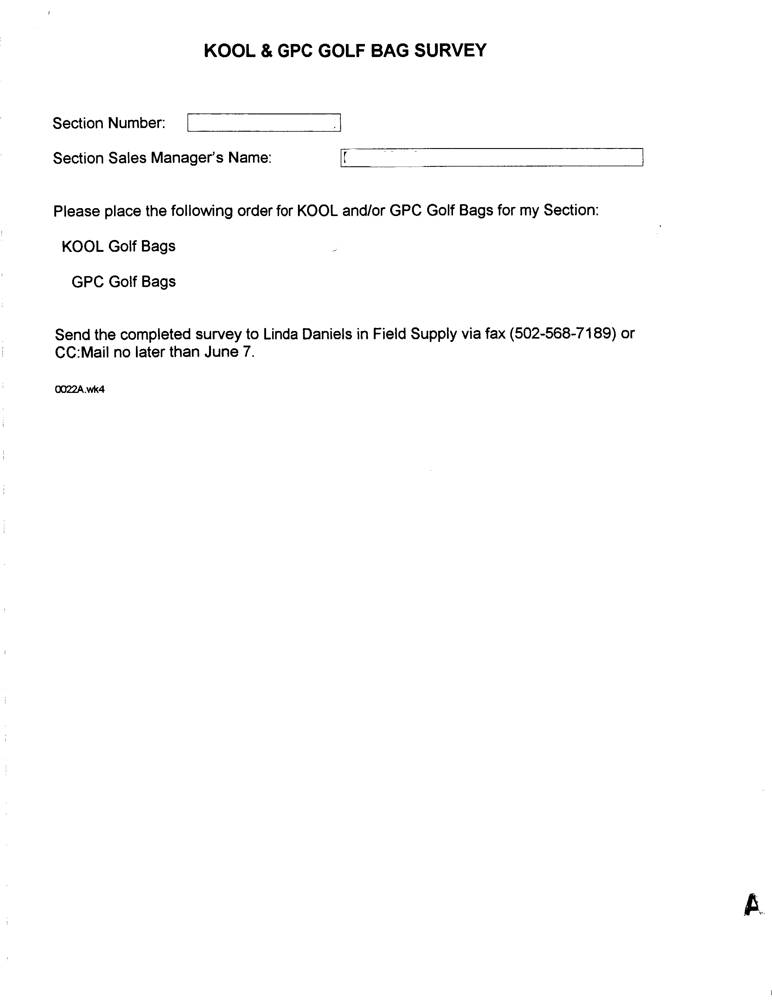 KOOL & GPC GOLF BAG SURVEY
Section Number:
Section Sales Manager's Name:
Please place the following order for KOOL and/or GPC Golf Bags for my Section:
KOOL Golf Bags
GPC Golf Bags
Send the completed survey to Linda Daniels in Field Supply via fax (502-568-7189) or
CC:Mail no later than June 7.
0022A.wk4
A